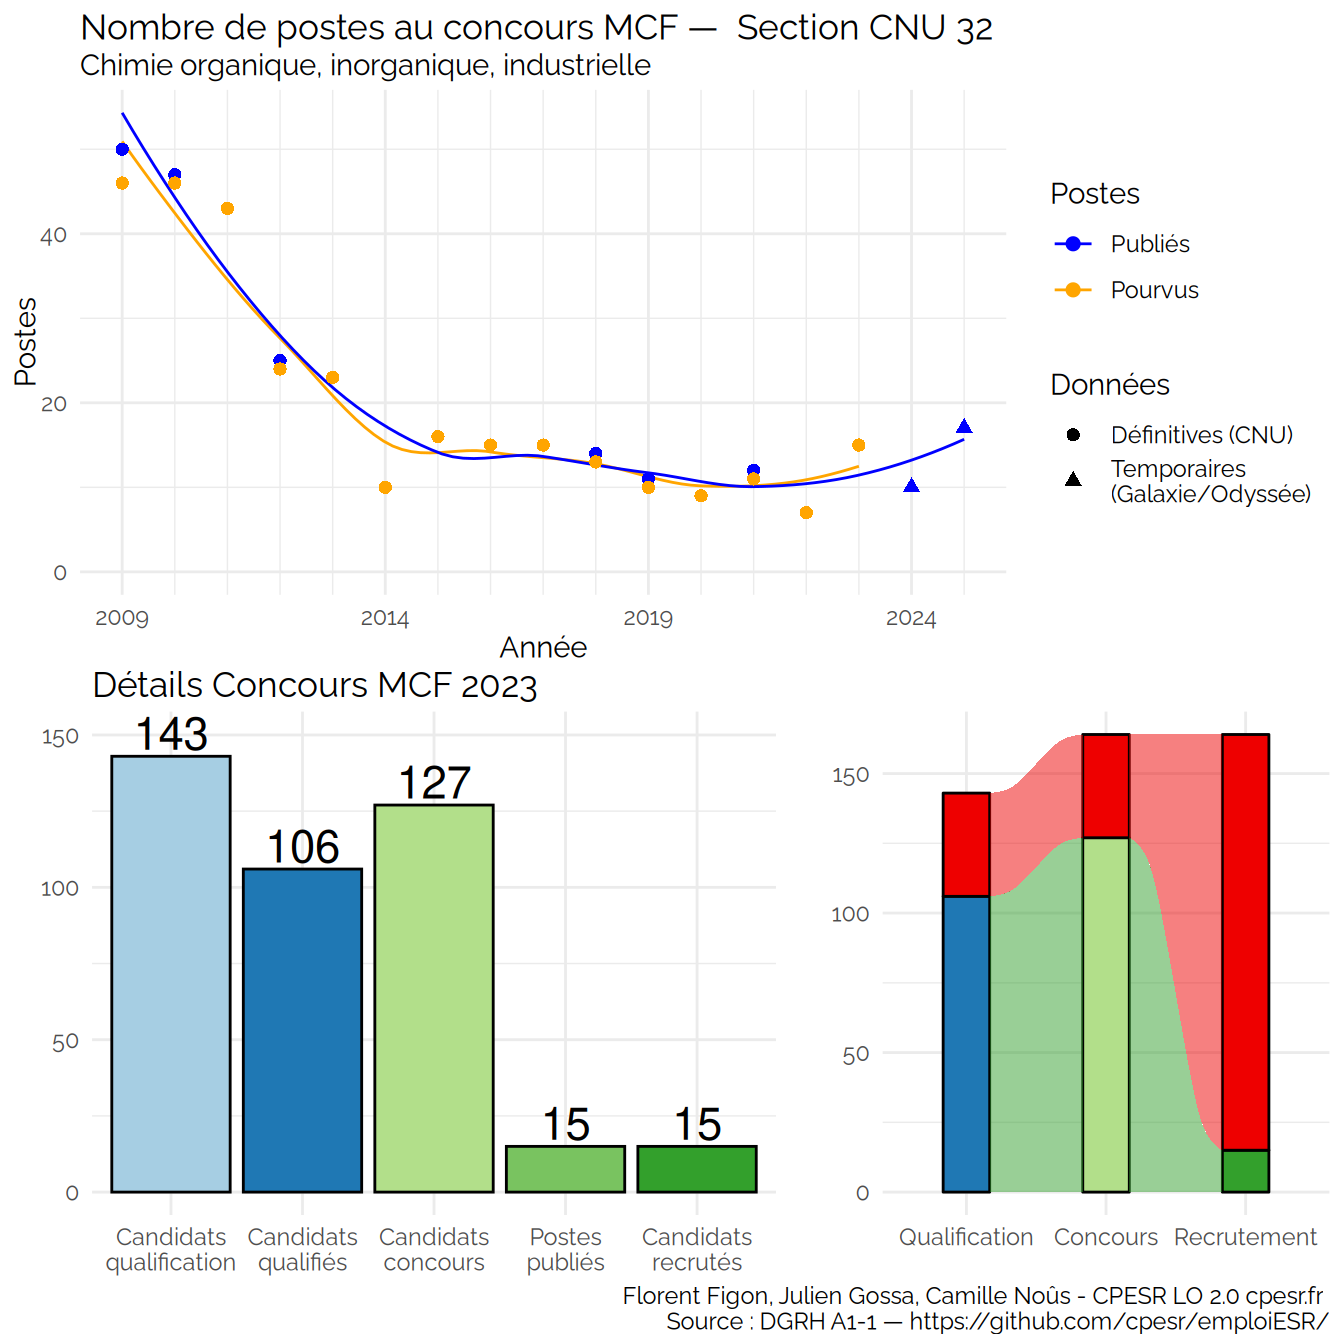 Nombre de postes au concours MCF —  Section CNU 32
Chimie organique, inorganique, industrielle
Postes
40
20
0
2009
2014
2019
2024
Année
Postes
Publiés
Pourvus
Données
Définitives (CNU)
Temporaires
(Galaxie/Odyssée)
Détails Concours MCF 2023
150
100
50
0
143
106
127
15
15
Candidats
qualification
Candidats
qualifiés
Candidats
concours
Postes
publiés
Candidats
recrutés
150
100
50
0
Qualification
Concours
Recrutement
Florent Figon, Julien Gossa, Camille Noûs - CPESR LO 2.0 cpesr.fr
Source : DGRH A1-1 — https://github.com/cpesr/emploiESR/